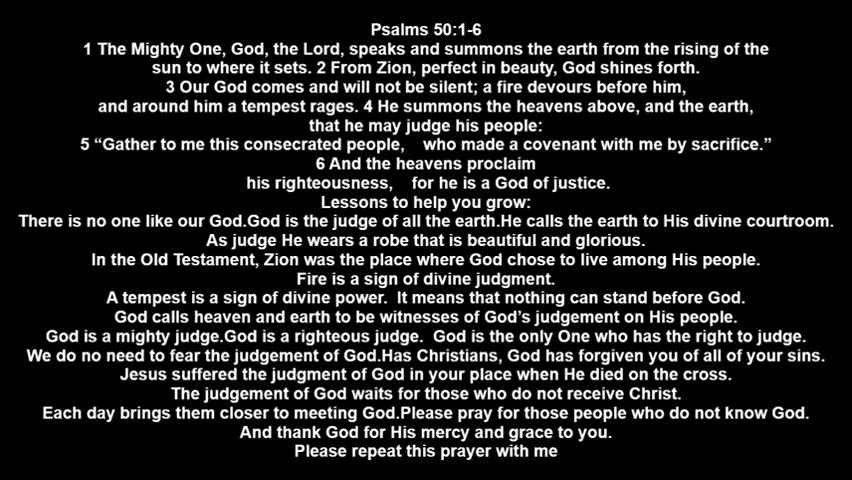 Psalms 50:1-6
1 The Mighty One, God, the Lord, speaks and summons the earth from the rising of the
sun to where it sets. 2 From Zion, perfect in beauty, God shines forth.
3 Our God comes and will not be silent; a fire devours before him,
and around him a tempest rages. 4 He summons the heavens above, and the earth,
that he may judge his people:
5 “Gather to me this consecrated people,    who made a covenant with me by sacrifice.”
6 And the heavens proclaim
his righteousness,    for he is a God of justice.
Lessons to help you grow:
There is no one like our God.God is the judge of all the earth.He calls the earth to His divine courtroom.
As judge He wears a robe that is beautiful and glorious.
In the Old Testament, Zion was the place where God chose to live among His people.
Fire is a sign of divine judgment.
A tempest is a sign of divine power.  It means that nothing can stand before God.
God calls heaven and earth to be witnesses of God’s judgement on His people.
God is a mighty judge.God is a righteous judge.  God is the only One who has the right to judge.
We do no need to fear the judgement of God.Has Christians, God has forgiven you of all of your sins.
Jesus suffered the judgment of God in your place when He died on the cross.
The judgement of God waits for those who do not receive Christ.
Each day brings them closer to meeting God.Please pray for those people who do not know God.
And thank God for His mercy and grace to you.
Please repeat this prayer with me